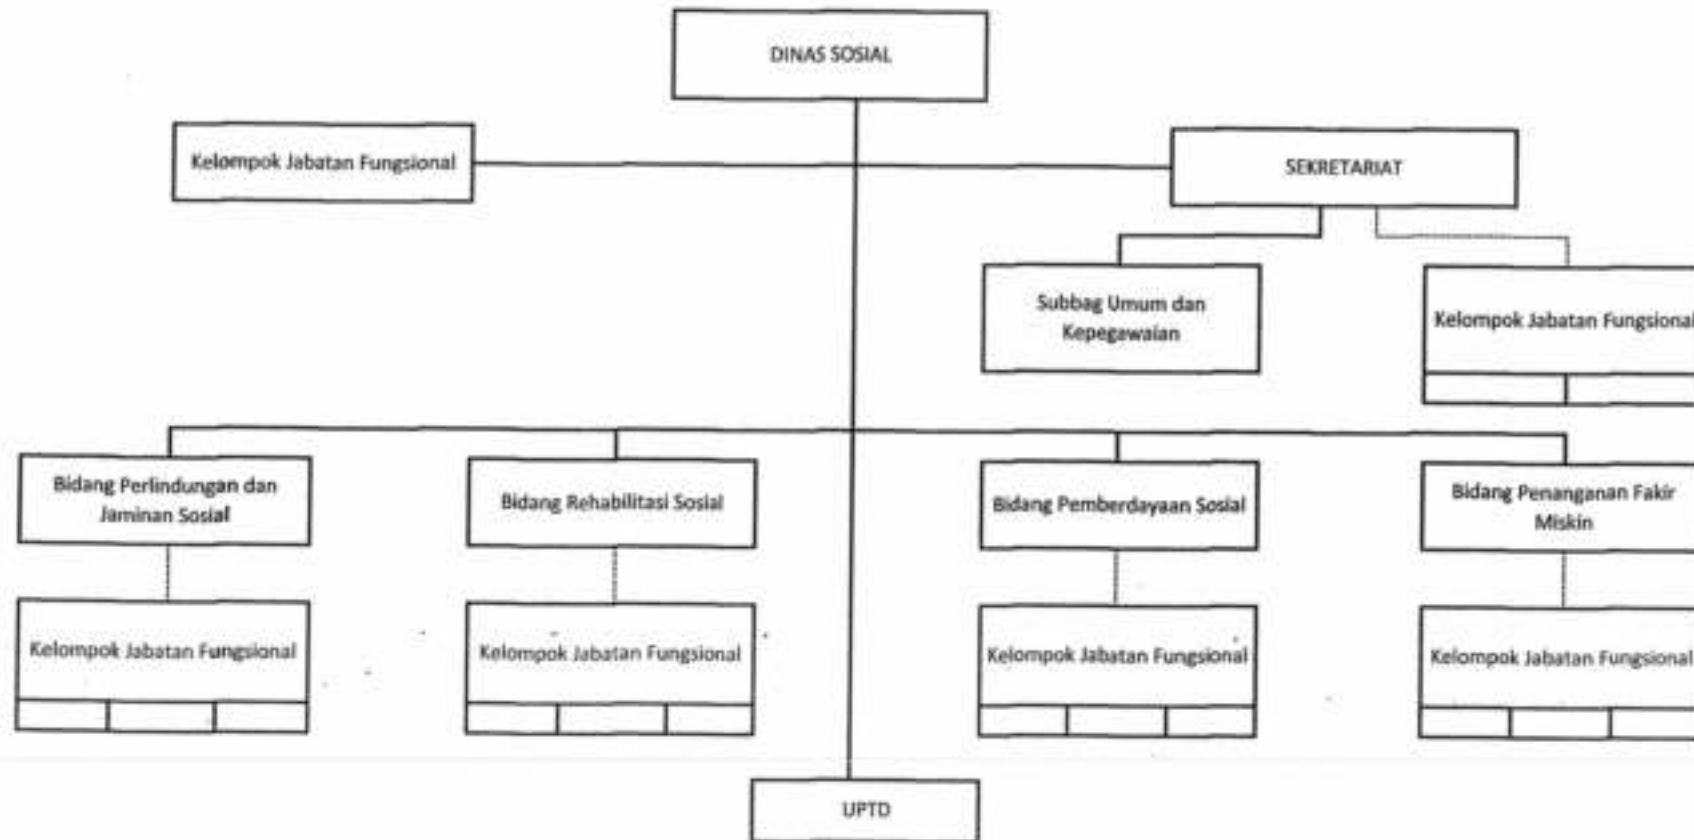 DINAS SOSIAL
Kelompok Jabatan Fungsional
SEKRETARIAT
Subbag Umum dan
Kepegawaian
Kelompok Jabatan Fungsional
Bidang Perlindungan dan
Jaminan Sosial
Bidang Rehabilitasi Sosial
Bidang Pemberdayaan Sosial
Bidang Penanganan Fakir
Miskin
Kelompok Jabatan Fungsional
Kelompok Jabatan Fungsional
Kelompok Jabatan Fungsional
Kelompok Jabatan Fungsional
UPTD